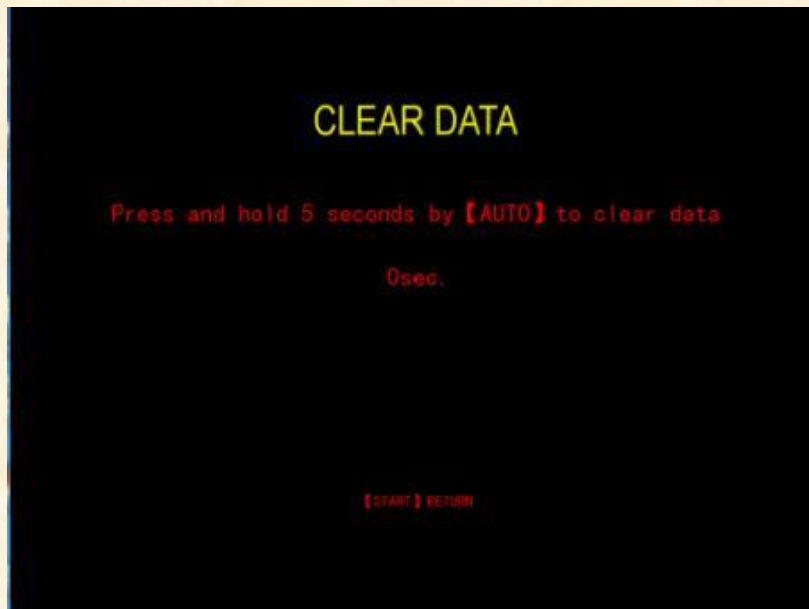 CLEAR DATA
Press and hold 5 seconds by【AUTO】to clear data
0sec.
【START】RETURN